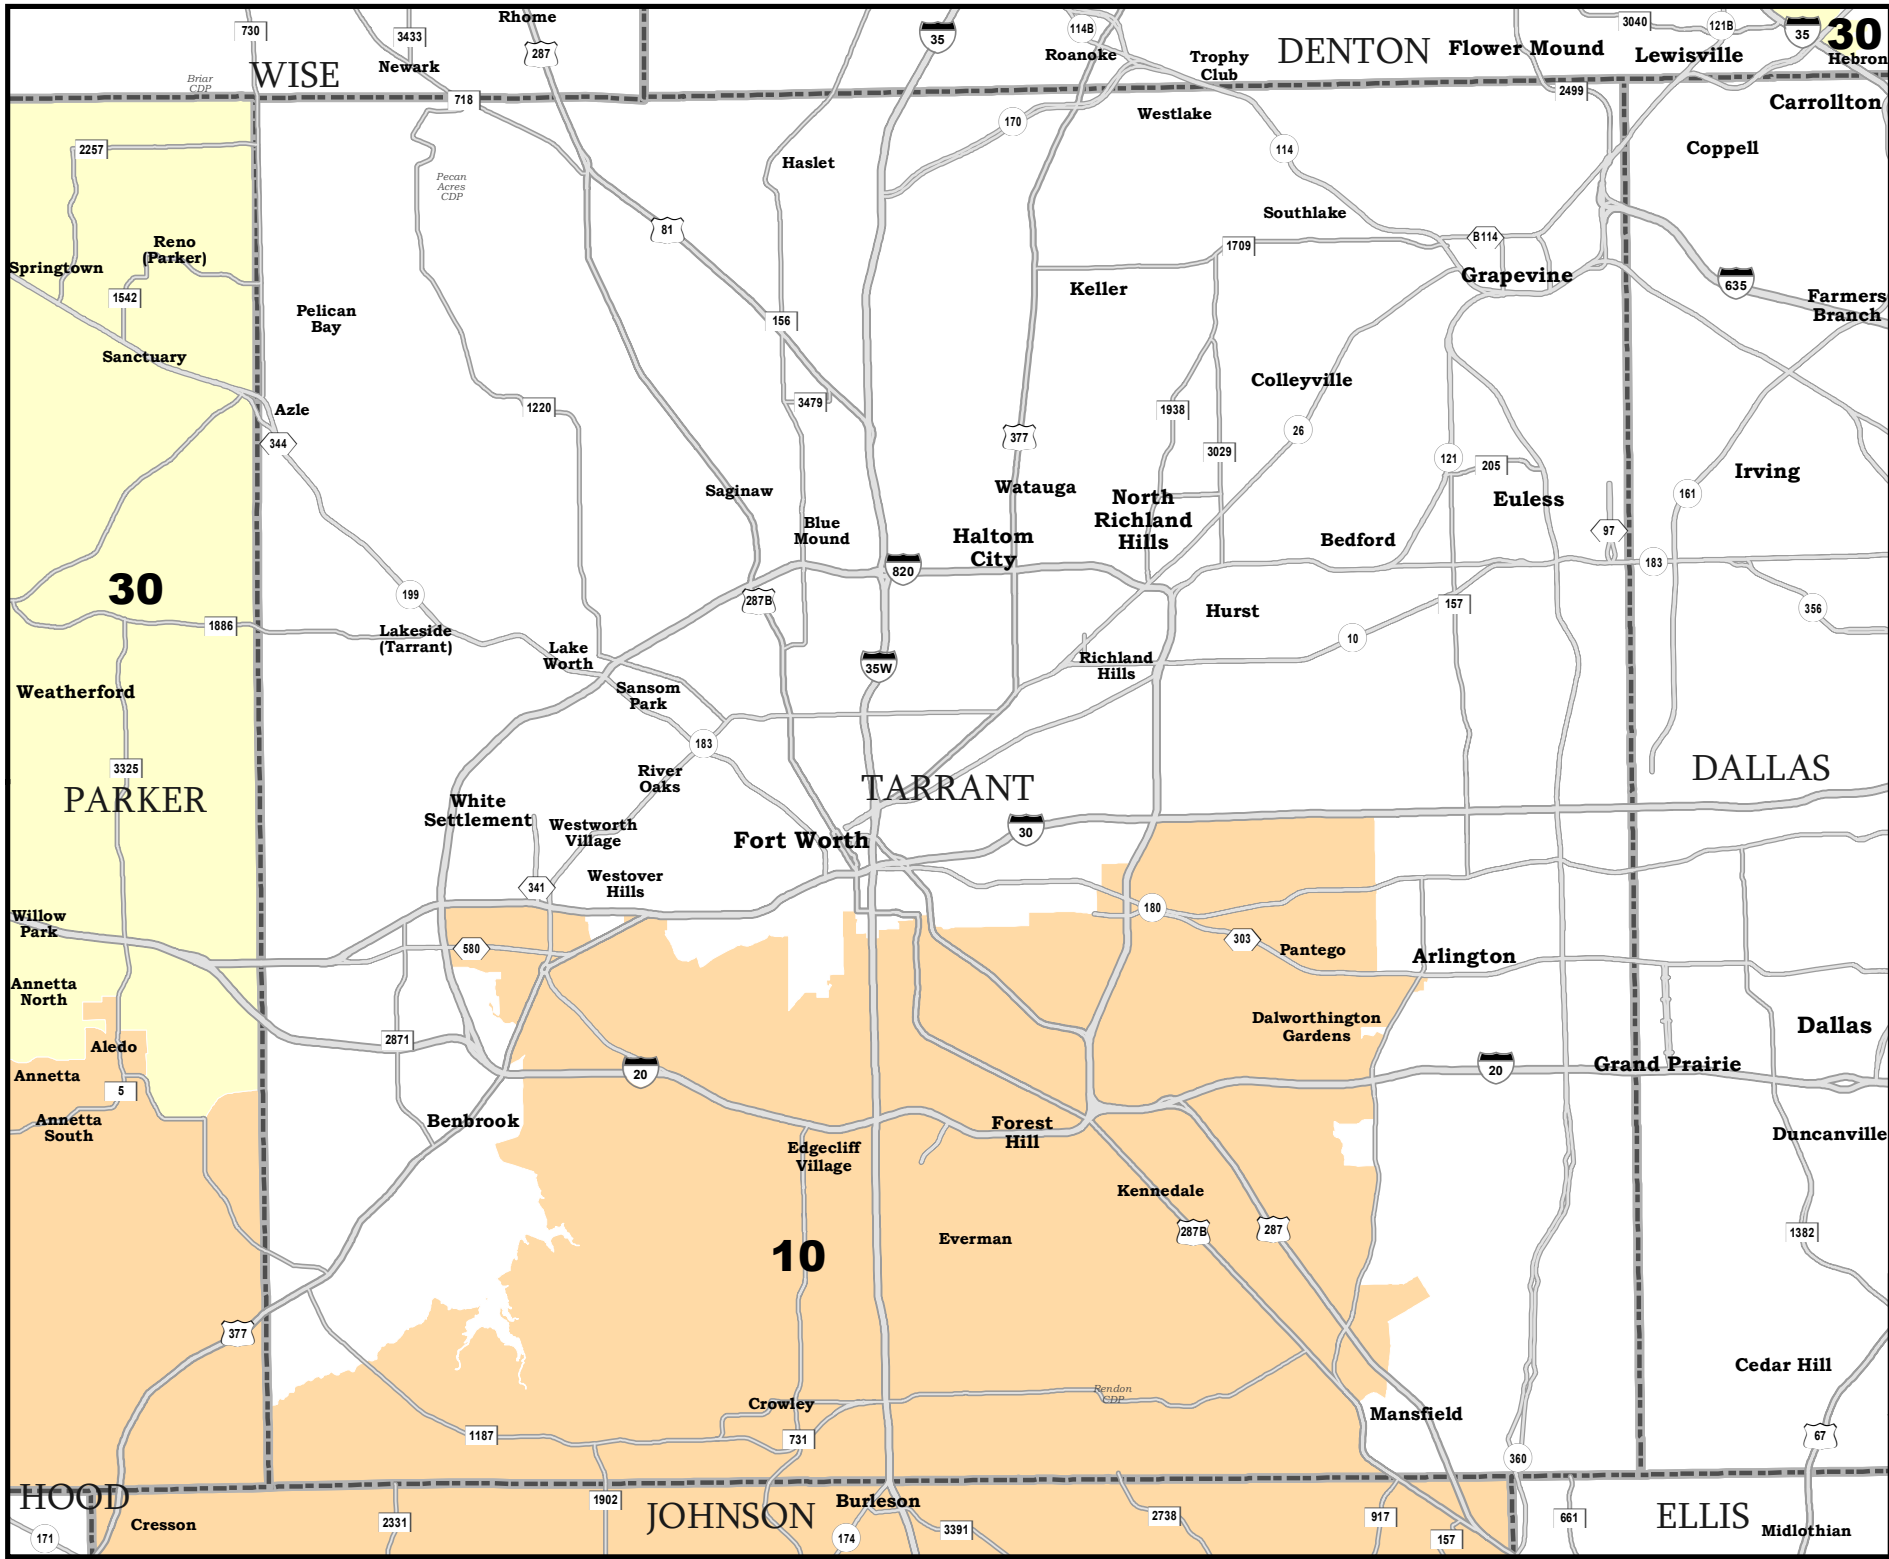 730
3433
Rhome
287
35
114B
Roanoke
Trophy
Club
DENTON
Flower Mound
3040
121B
Lewisville
35
30
Hebron
WISE
Newark
Briar
CDP
718
2499
Carrollton
Westlake
170
114
2257
Haslet
Coppell
Pecan
Acres
CDP
Southlake
81
1709
B114
Reno
(Parker)
Springtown
Grapevine
635
1542
Keller
Farmers
Branch
Pelican
Bay
156
Sanctuary
Colleyville
Azle
1220
3479
1938
26
344
377
3029
121
205
Irving
Saginaw
Watauga
North
Richland
Hills
Euless
161
Blue
Mound
Haltom
City
Bedford
97
820
183
30
199
287B
157
356
1886
Lakeside
(Tarrant)
Hurst
10
Lake
Worth
35W
Richland
Hills
Weatherford
Sansom
Park
183
3325
River
Oaks
TARRANT
DALLAS
PARKER
White
Settlement
Westworth
Village
Fort Worth
30
341
Westover
Hills
180
Willow
Park
580
303
Pantego
Arlington
Annetta
North
Dalworthington
Gardens
Dallas
Aledo
2871
20
20
Grand Prairie
Annetta
5
Annetta
South
Benbrook
Forest
Hill
Duncanville
Edgecliff
Village
Kennedale
10
Everman
287B
287
1382
377
Cedar Hill
Rendon
CDP
Crowley
Mansfield
1187
731
67
360
HOOD
1902
JOHNSON
Burleson
2331
174
3391
2738
917
157
661
ELLIS
Midlothian
Cresson
171